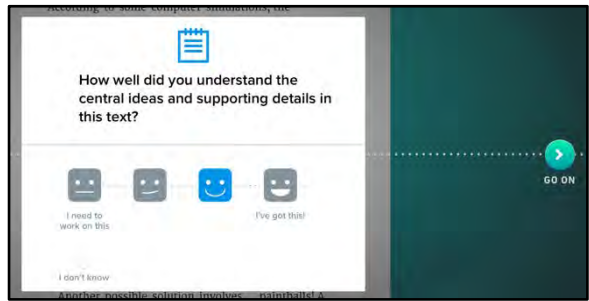 According to some computer simulations, the
How well did you understand the
central ideas and supporting details in
this text?
I need to
work on this
I've got this!
GO ON
I don't know
Another possible solution involves... paintballs! A